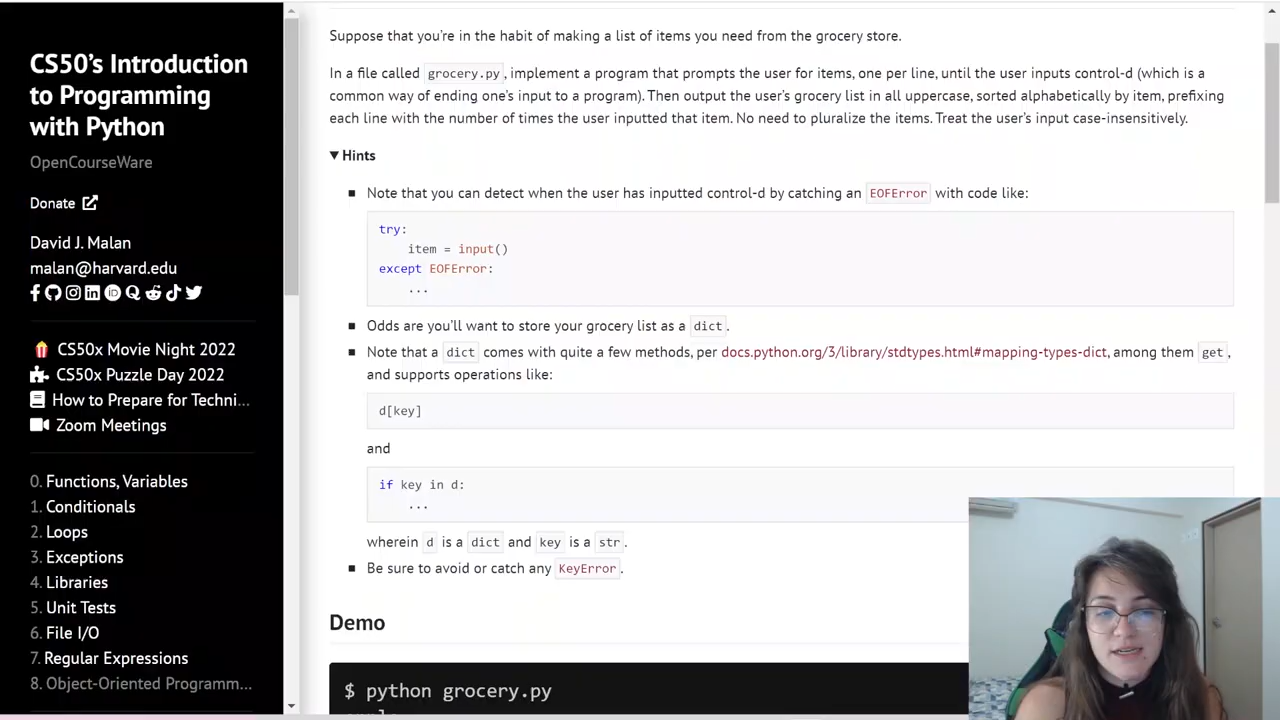 CS50’s Introduction
to Programming
with Python
OpenCourseWare
Donate
David J. Malan
malan@harvard.edu
CS50x Movie Night 2022
CS50x Puzzle Day 2022
How to Prepare for Techni…
Zoom Meetings
0. Functions, Variables
1. Conditionals
2. Loops
3. Exceptions
4. Libraries
5. Unit Tests
6. File I/O
7. Regular Expressions
8. Object-Oriented Programm…
Suppose that you’re in the habit of making a list of items you need from the grocery store.
In a file called grocery.py, implement a program that prompts the user for items, one per line, until the user inputs control-d (which is a
common way of ending one’s input to a program). Then output the user’s grocery list in all uppercase, sorted alphabetically by item, prefixing
each line with the number of times the user inputted that item. No need to pluralize the items. Treat the user’s input case-insensitively.
▼ Hints
Note that you can detect when the user has inputted control-d by catching an EOFError with code like:
try:
item = input()
except EOFError:
...
Odds are you’ll want to store your grocery list as a dict.
Note that a dict comes with quite a few methods, per docs.python.org/3/library/stdtypes.html#mapping-types-dict, among them get,
and supports operations like:
d[key]
and
if key in d:
...
wherein d is a dict and key is a str.
Be sure to avoid or catch any KeyError.
Demo
$ python grocery.py